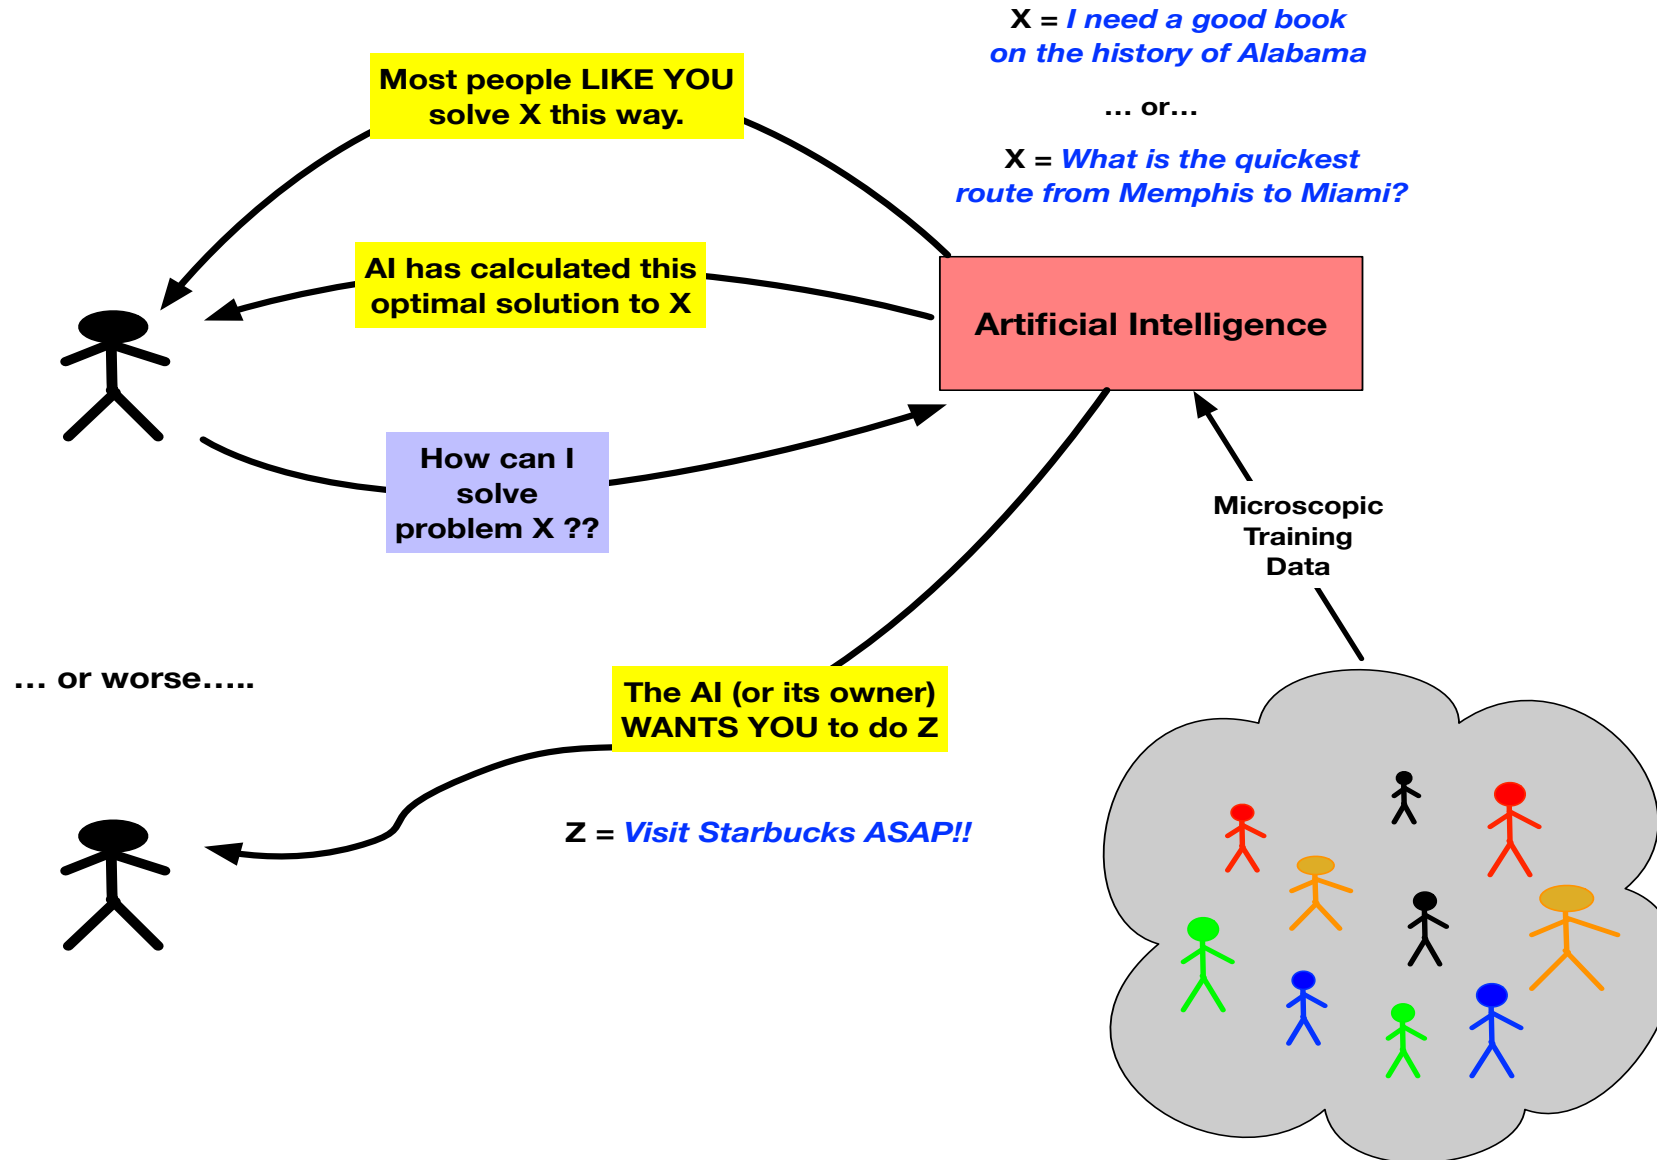 X = I need a good book
on the history of Alabama
... or...
X = What is the quickest
route from Memphis to Miami?
Most people LIKE YOU
solve X this way.
AI has calculated this
optimal solution to X
Artificial Intelligence
How can I
solve
problem X ??
Microscopic
Training
Data
... or worse.....
The AI (or its owner)
WANTS YOU to do Z
Z = Visit Starbucks ASAP!!